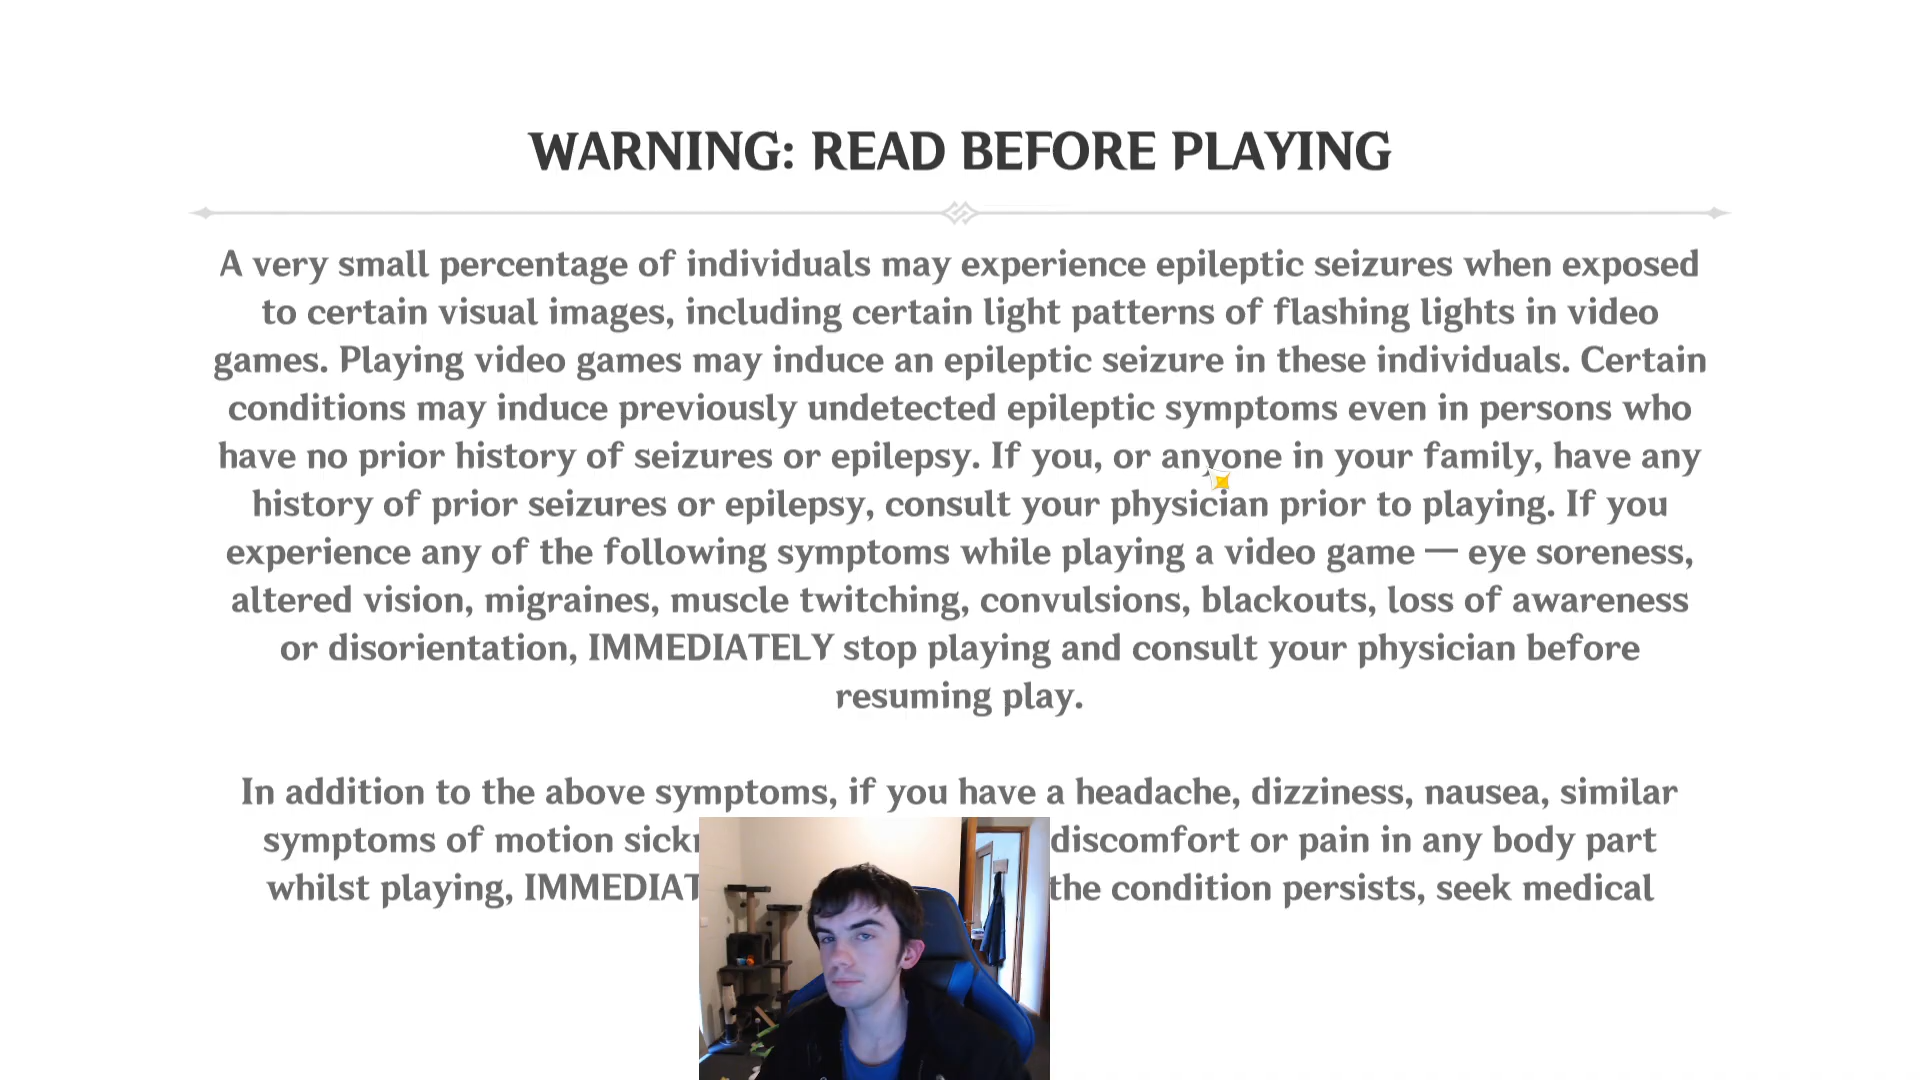 WARNING: READ BEFORE PLAYING
A very small percentage of individuals may experience epileptic seizures when exposed
to certain visual images, including certain light patterns of flashing lights in video
games. Playing video games may induce an epileptic seizure in these individuals. Certain
conditions may induce previously undetected epileptic symptoms even in persons who
have no prior history of seizures or epilepsy. If you, or anyone in your family, have any
history of prior seizures or epilepsy, consult your physician prior to playing. If you
experience any of the following symptoms while playing a video game — eye soreness,
altered vision, migraines, muscle twitching, convulsions, blackouts, loss of awareness
or disorientation, IMMEDIATELY stop playing and consult your physician before
resuming play.
In addition to the above symptoms, if you have a headache, dizziness, nausea, similar
symptoms of motion discomfort or pain in any body part
whilst playing, the condition persists, seek medical